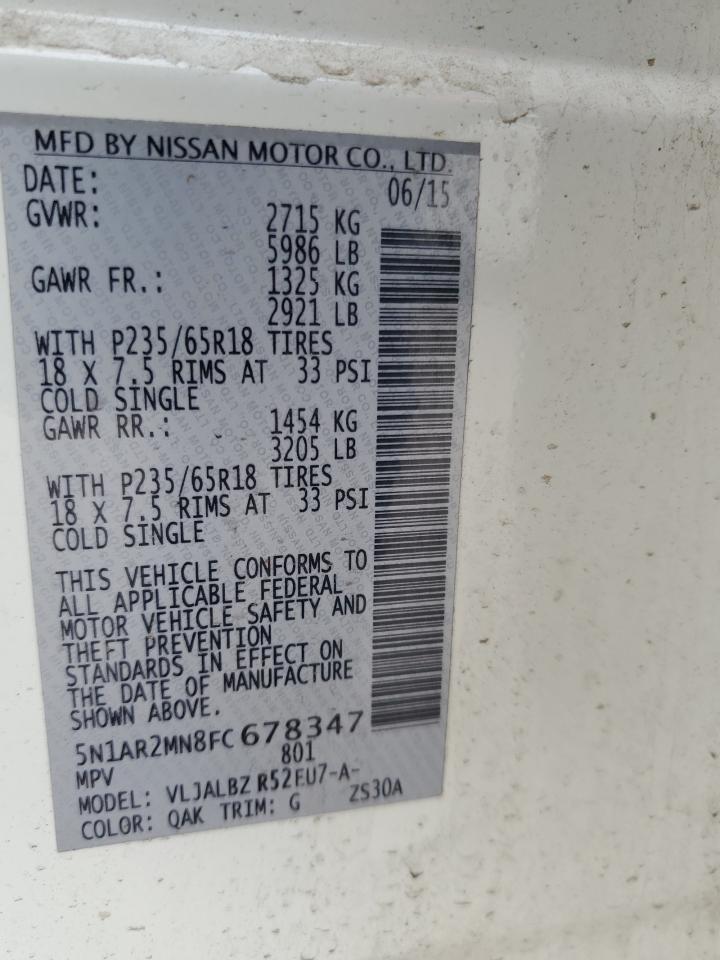 MFD BY NISSAN MOTOR CO., LTD.
DATE: 06/15
GVWR: 2715 KG
5986 LB
GAWR FR.: 1325 KG
2921 LB
WITH P235/65R18 TIRES
18 X 7.5 RIMS AT 33 PSI
COLD SINGLE
GAWR RR.: 1454 KG
3205 LB
WITH P235/65R18 TIRES
18 X 7.5 RIMS AT 33 PSI
COLD SINGLE
THIS VEHICLE CONFORMS TO
ALL APPLICABLE FEDERAL
MOTOR VEHICLE SAFETY AND
THEFT PREVENTION
STANDARDS IN EFFECT ON
THE DATE OF MANUFACTURE
SHOWN ABOVE.
5N1AR2MN8FC678347
MPV 801
MODEL: VLJALBZ R52EU7-A-
COLOR: QAK TRIM: G ZS30A